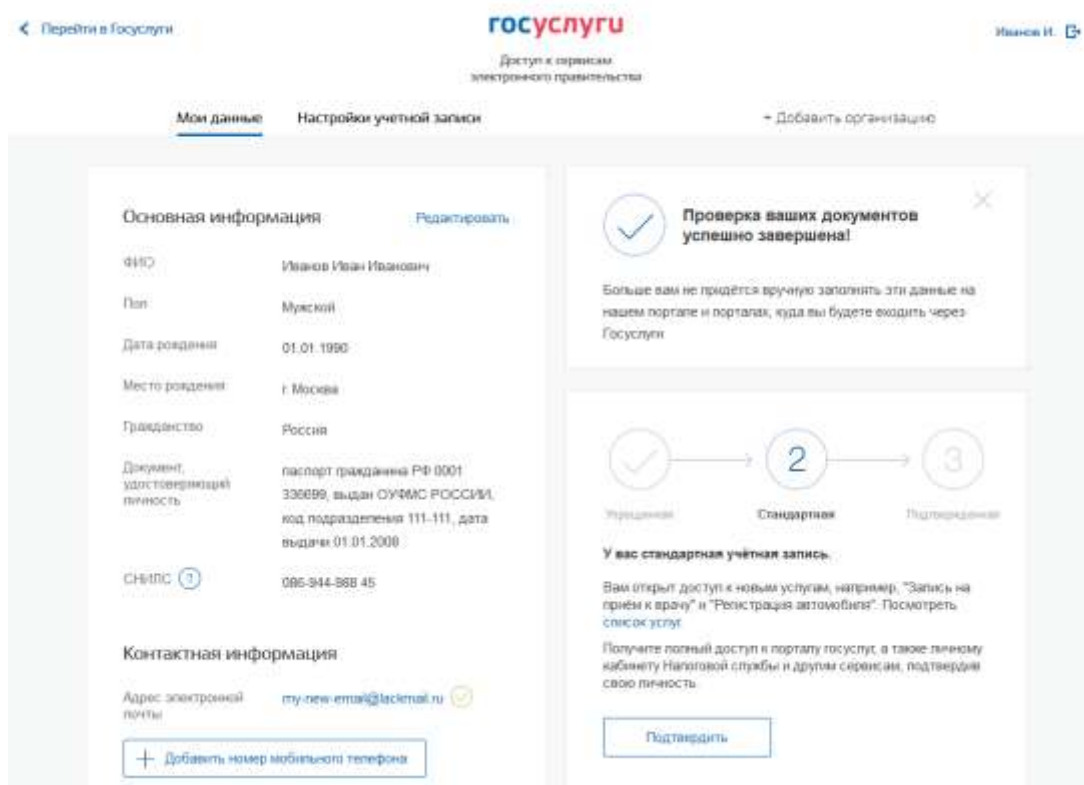 Перейти в Госуслуги
госуслуги
Иванов И.
Доступ к сервисам
электронного правительства
Мои данные
Настройки учетной записи
+ Добавить организацию
Основная информация
Редактировать
ФИО
Иванов Иван Иванович
Пол
Мужской
Дата рождения
01.01.1990
Место рождения
г. Москва
Гражданство
Россия
Документ,
удостоверяющий
личность
паспорт гражданина РФ 0001
336699, выдан ОУФМС РОССИИ,
код подразделения 111-111, дата
выдачи 01.01.2008
СНИЛС ?
086-944-968 45
Контактная информация
Адрес электронной
почты
my-new-email@lackmail.ru
+ Добавить номер мобильного телефона
Проверка ваших документов
успешно завершена!
Больше вам не придётся вручную заполнять эти данные на
нашем портале и порталах, куда вы будете входить через
Госуслуги
2
3
Упрощенная
Стандартная
Подтвержденная
У вас стандартная учётная запись.
Вам открыт доступ к новым услугам, например, "Запись на
приём к врачу" и "Регистрация автомобиля". Посмотреть
список услуг
Получите полный доступ к порталу госуслуг, а также личному
кабинету Налоговой службы и другим сервисам, подтвердив
свою личность.
Подтвердить